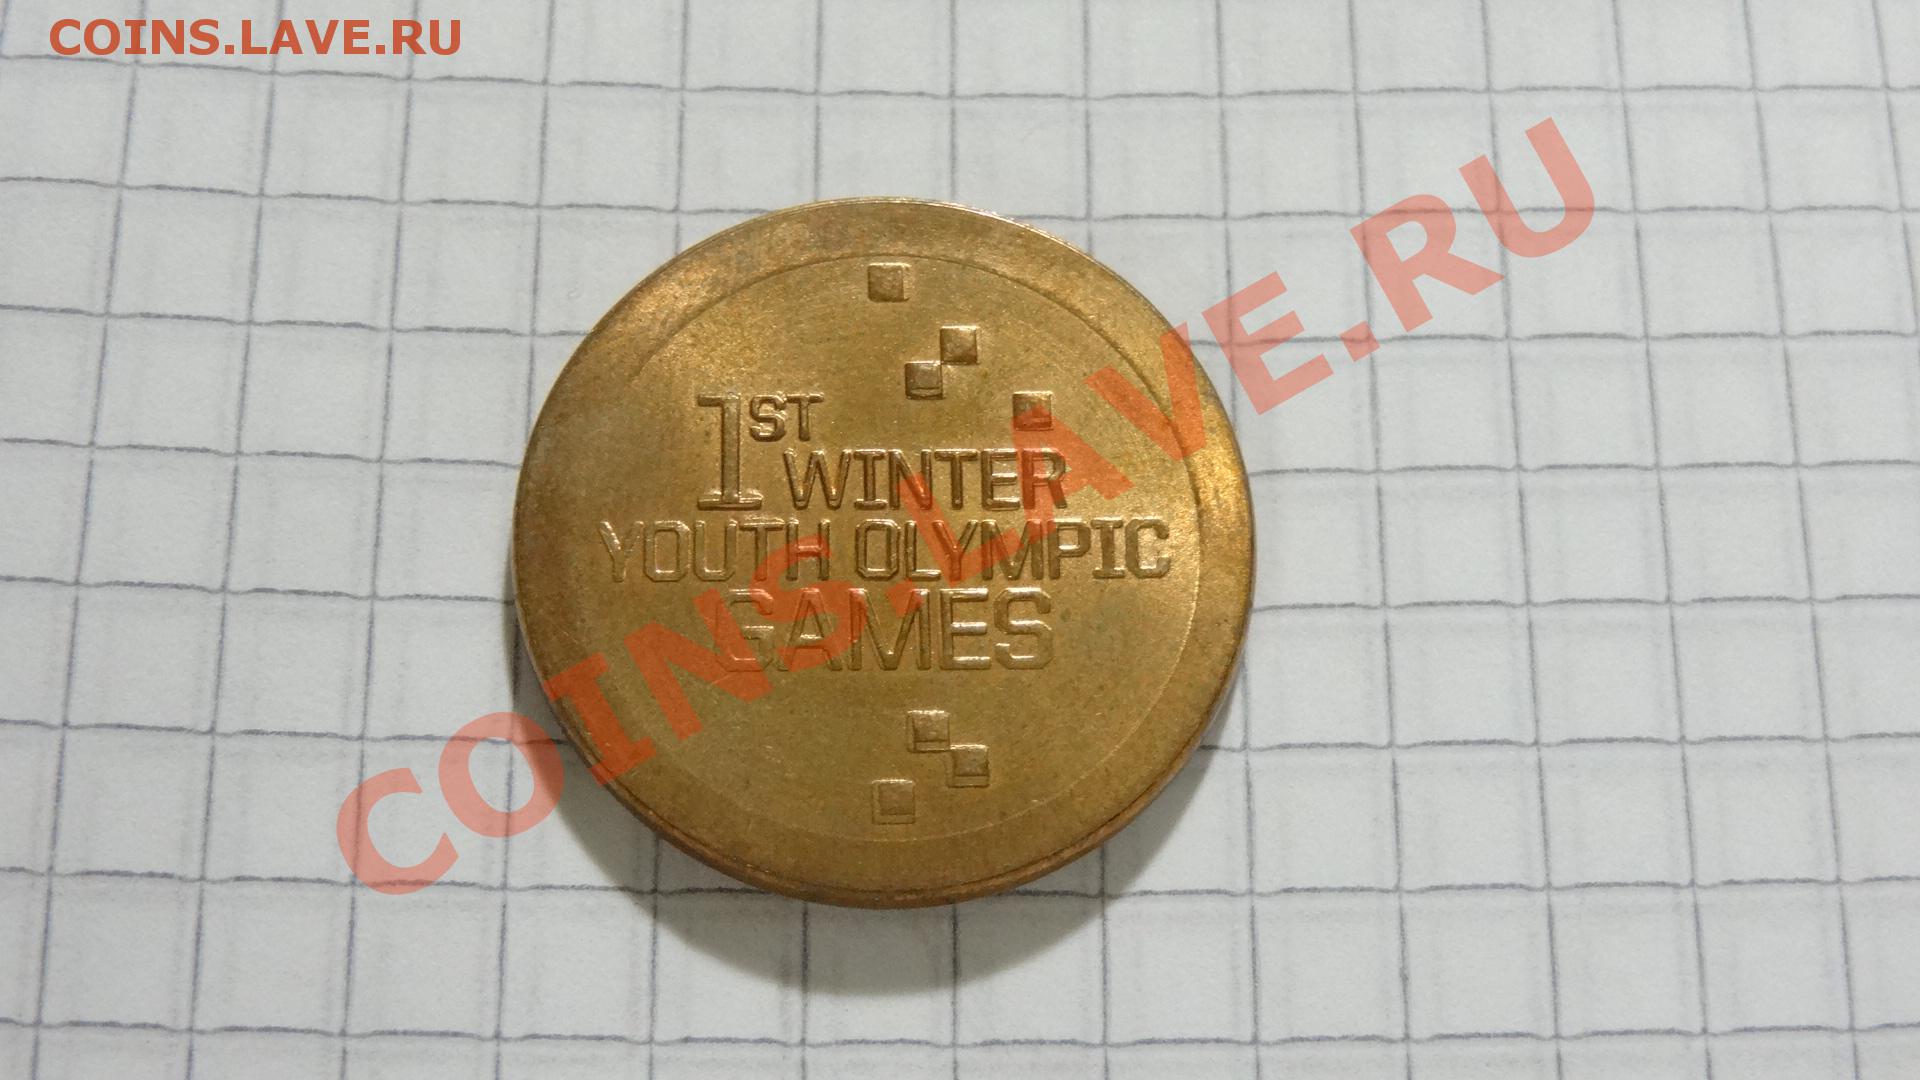 COINS.LAVE.RU
1ST
WINTER
YOUTH OLYMPIC
GAMES
COINS.LAVE.RU